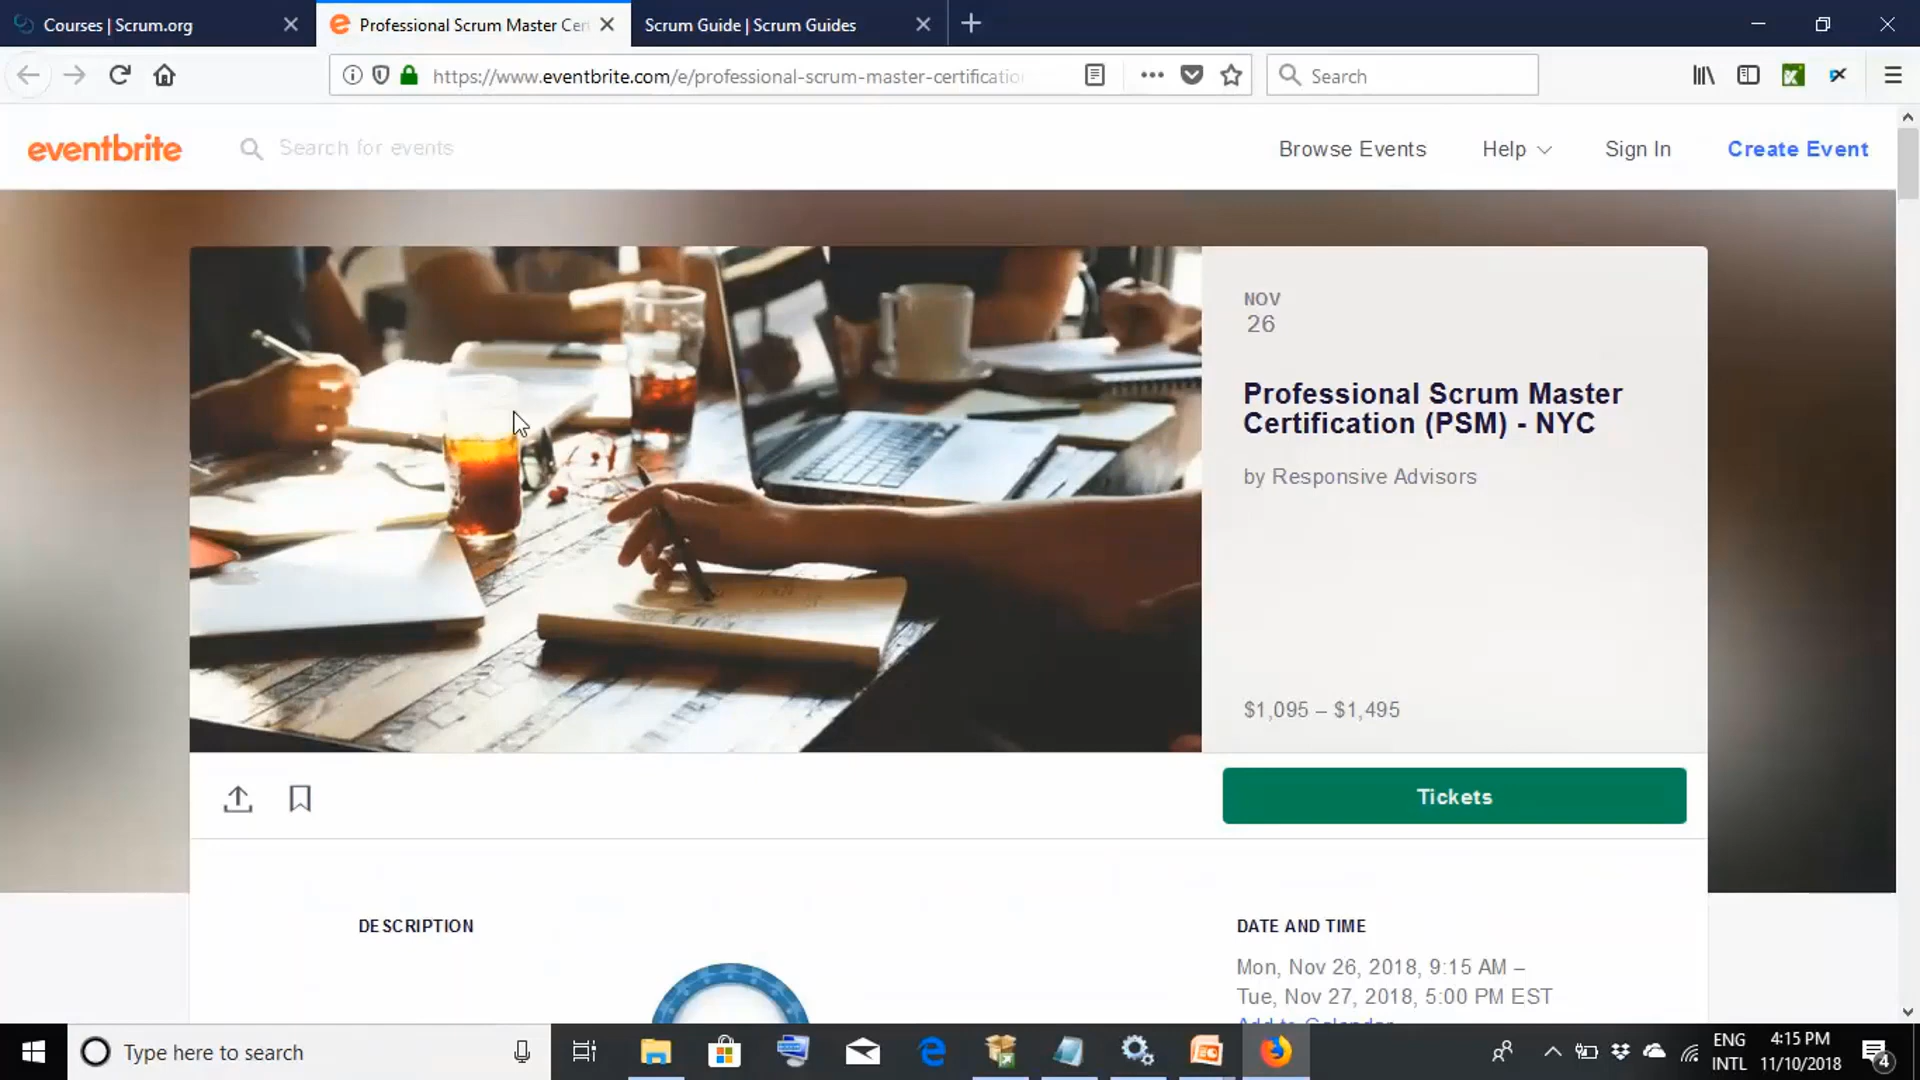 Courses | Scrum.org
Professional Scrum Master Cer
Scrum Guide | Scrum Guides
https://www.eventbrite.com/e/professional-scrum-master-certificatio
Search
eventbrite
Search for events
Browse Events
Help
Sign In
Create Event
NOV
26
Professional Scrum Master
Certification (PSM) - NYC
by Responsive Advisors
$1,095 – $1,495
Tickets
DESCRIPTION
DATE AND TIME
Mon, Nov 26, 2018, 9:15 AM –
Tue, Nov 27, 2018, 5:00 PM EST
Add to Calendar
Type here to search
ENG
INTL
4:15 PM
11/10/2018
4